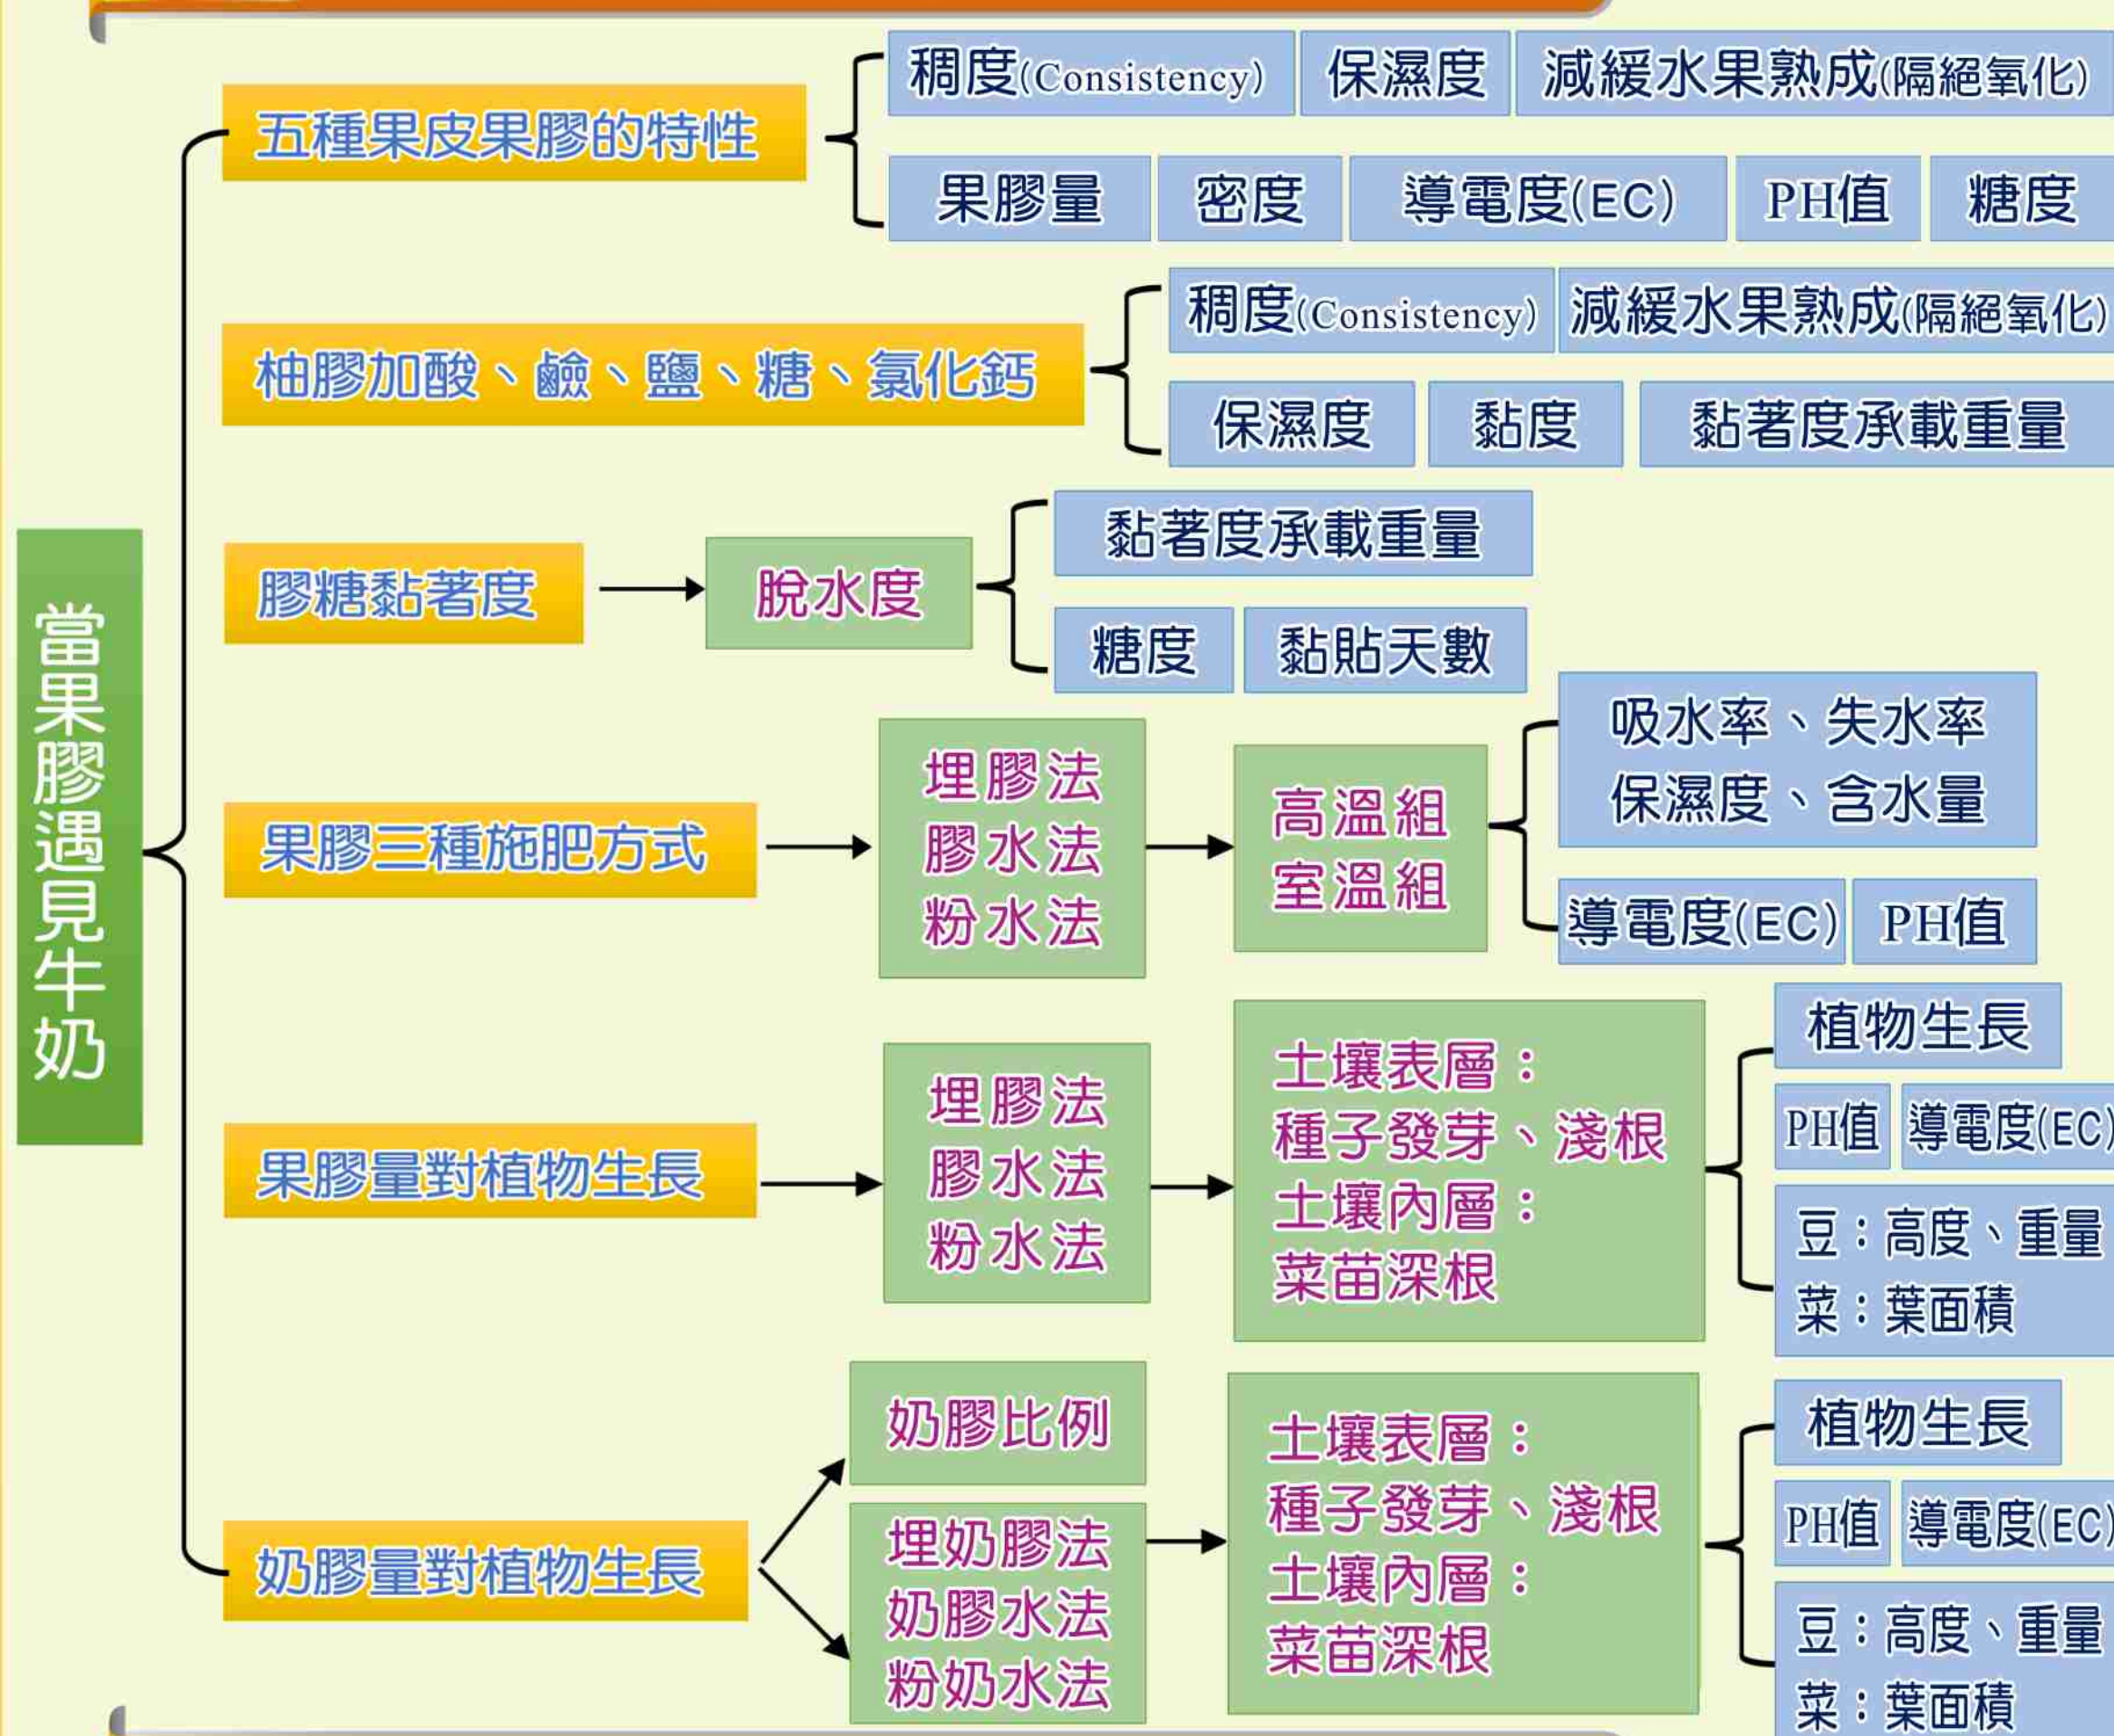 當果膠遇見牛奶
五種果皮果膠的特性
稠度(Consistency)
保濕度
減緩水果熟成(隔絕氧化)
果膠量
密度
導電度(EC)
PH值
糖度
柚膠加酸、鹼、鹽、糖、氯化鈣
稠度(Consistency)
減緩水果熟成(隔絕氧化)
保濕度
黏度
黏著度承載重量
膠糖黏著度
脫水度
黏著度承載重量
糖度
黏貼天數
果膠三種施肥方式
埋膠法
膠水法
粉水法
高溫組
室溫組
吸水率、失水率
保濕度、含水量
導電度(EC)
PH值
果膠量對植物生長
埋膠法
膠水法
粉水法
土壤表層：
種子發芽、淺根
土壤內層：
菜苗深根
植物生長
PH值
導電度(EC)
豆：高度、重量
菜：葉面積
奶膠量對植物生長
奶膠比例
埋奶膠法
奶膠水法
粉奶水法
土壤表層：
種子發芽、淺根
土壤內層：
菜苗深根
植物生長
PH值
導電度(EC)
豆：高度、重量
菜：葉面積